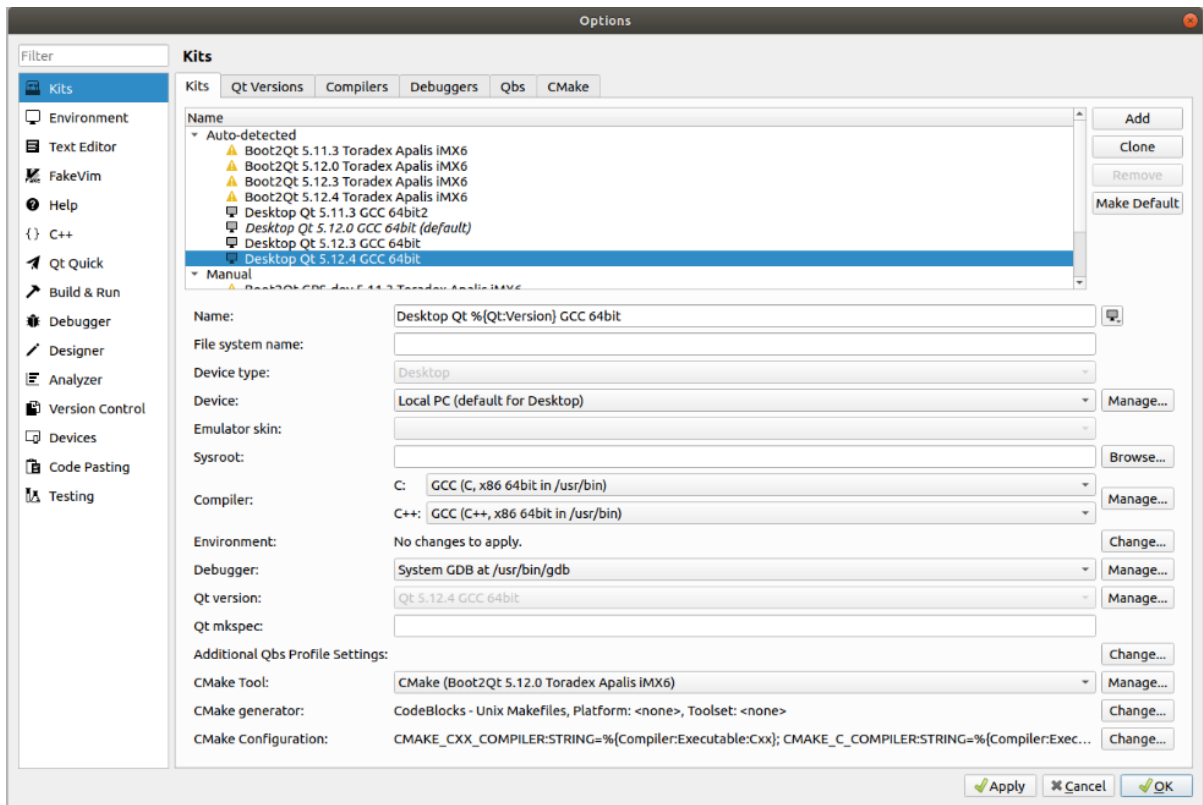 Options
Filter
Kits
Environment
Text Editor
FakeVim
Help
{} C++
Qt Quick
Build & Run
Debugger
Designer
Analyzer
Version Control
Devices
Code Pasting
Testing
Kits
Kits Qt Versions Compilers Debuggers Qbs CMake
Name
Auto-detected
Boot2Qt 5.11.3 Toradex Apalis iMX6
Boot2Qt 5.12.0 Toradex Apalis iMX6
Boot2Qt 5.12.3 Toradex Apalis iMX6
Boot2Qt 5.12.4 Toradex Apalis iMX6
Desktop Qt 5.11.3 GCC 64bit2
Desktop Qt 5.12.0 GCC 64bit (default)
Desktop Qt 5.12.3 GCC 64bit
Desktop Qt 5.12.4 GCC 64bit
Manual
Boot2Qt GPS-dev 5.11.3 Toradex Apalis iMX6
Add
Clone
Remove
Make Default
Name: Desktop Qt %{Qt:Version} GCC 64bit
File system name:
Device type: Desktop
Device: Local PC (default for Desktop) Manage...
Emulator skin:
Sysroot: Browse...
Compiler: C: GCC (C, x86 64bit in /usr/bin) Manage...
C++: GCC (C++, x86 64bit in /usr/bin)
Environment: No changes to apply. Change...
Debugger: System GDB at /usr/bin/gdb Manage...
Qt version: Qt 5.12.4 GCC 64bit Manage...
Qt mkspec:
Additional Qbs Profile Settings: Change...
CMake Tool: CMake (Boot2Qt 5.12.0 Toradex Apalis iMX6) Manage...
CMake generator: CodeBlocks - Unix Makefiles, Platform: <none>, Toolset: <none> Change...
CMake Configuration: CMAKE_CXX_COMPILER:STRING=%{Compiler:Executable:Cxx}; CMAKE_C_COMPILER:STRING=%{Compiler:Exec... Change...
Apply Cancel OK